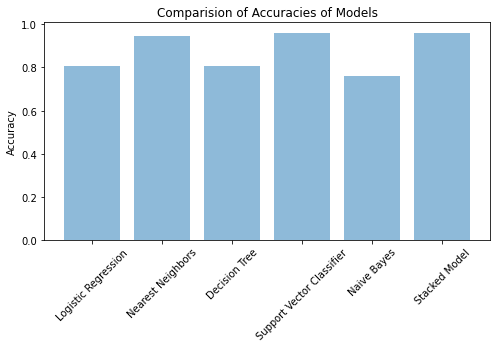 Comparision of Accuracies of Models
Accuracy
1.0
0.8
0.6
0.4
0.2
0.0
Logistic Regression
Nearest Neighbors
Decision Tree
Support Vector Classifier
Naive Bayes
Stacked Model